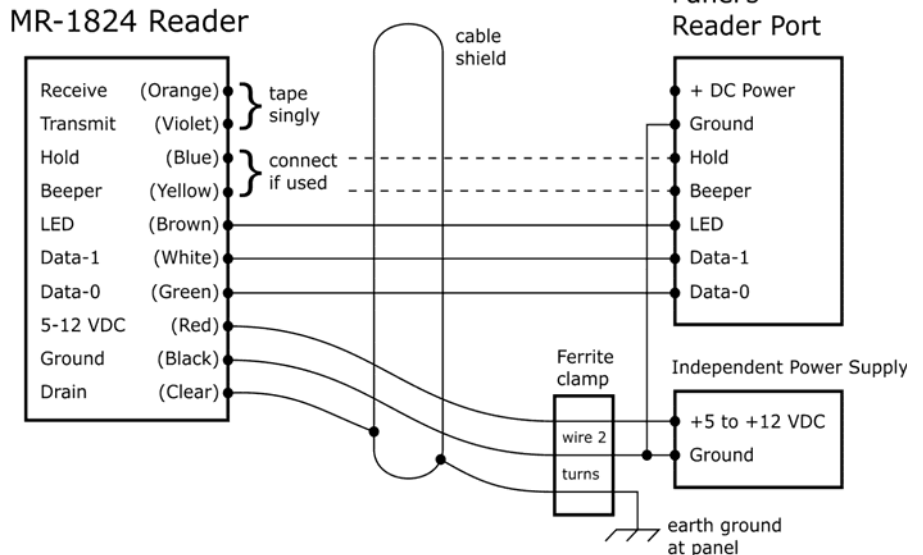 MR-1824 Reader
Reader Port
cable
shield
Receive (Orange)
Transmit (Violet)
Hold (Blue)
Beeper (Yellow)
LED (Brown)
Data-1 (White)
Data-0 (Green)
5-12 VDC (Red)
Ground (Black)
Drain (Clear)
tape
singly
connect
if used
+ DC Power
Ground
Hold
Beeper
LED
Data-1
Data-0
Ferrite
clamp
wire 2
turns
Independent Power Supply
+5 to +12 VDC
Ground
earth ground
at panel